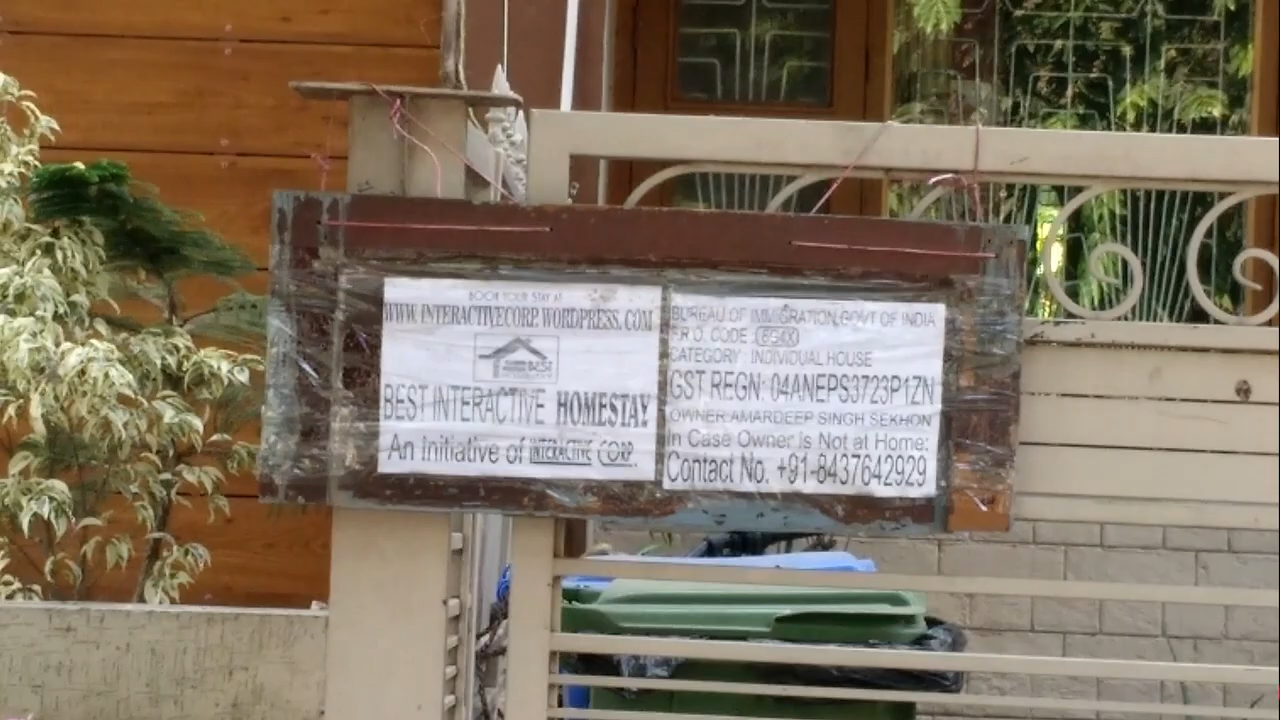 BOOK YOUR STAY AT
WWW.INTERACTIVECORP.WORDPRESS.COM
BEST INTERACTIVE HOMESTAY
An Initiative of INTERACTIVE CORP.
BUREAU OF IMMIGRATION,GOVT OF INDIA
F.R.O. CODE :
CATEGORY : INDIVIDUAL HOUSE
GST REGN: 04ANEPS3723P1ZN
OWNER AMARDEEP SINGH SEKHON
In Case Owner Is Not at Home:
Contact No. +91-8437642929